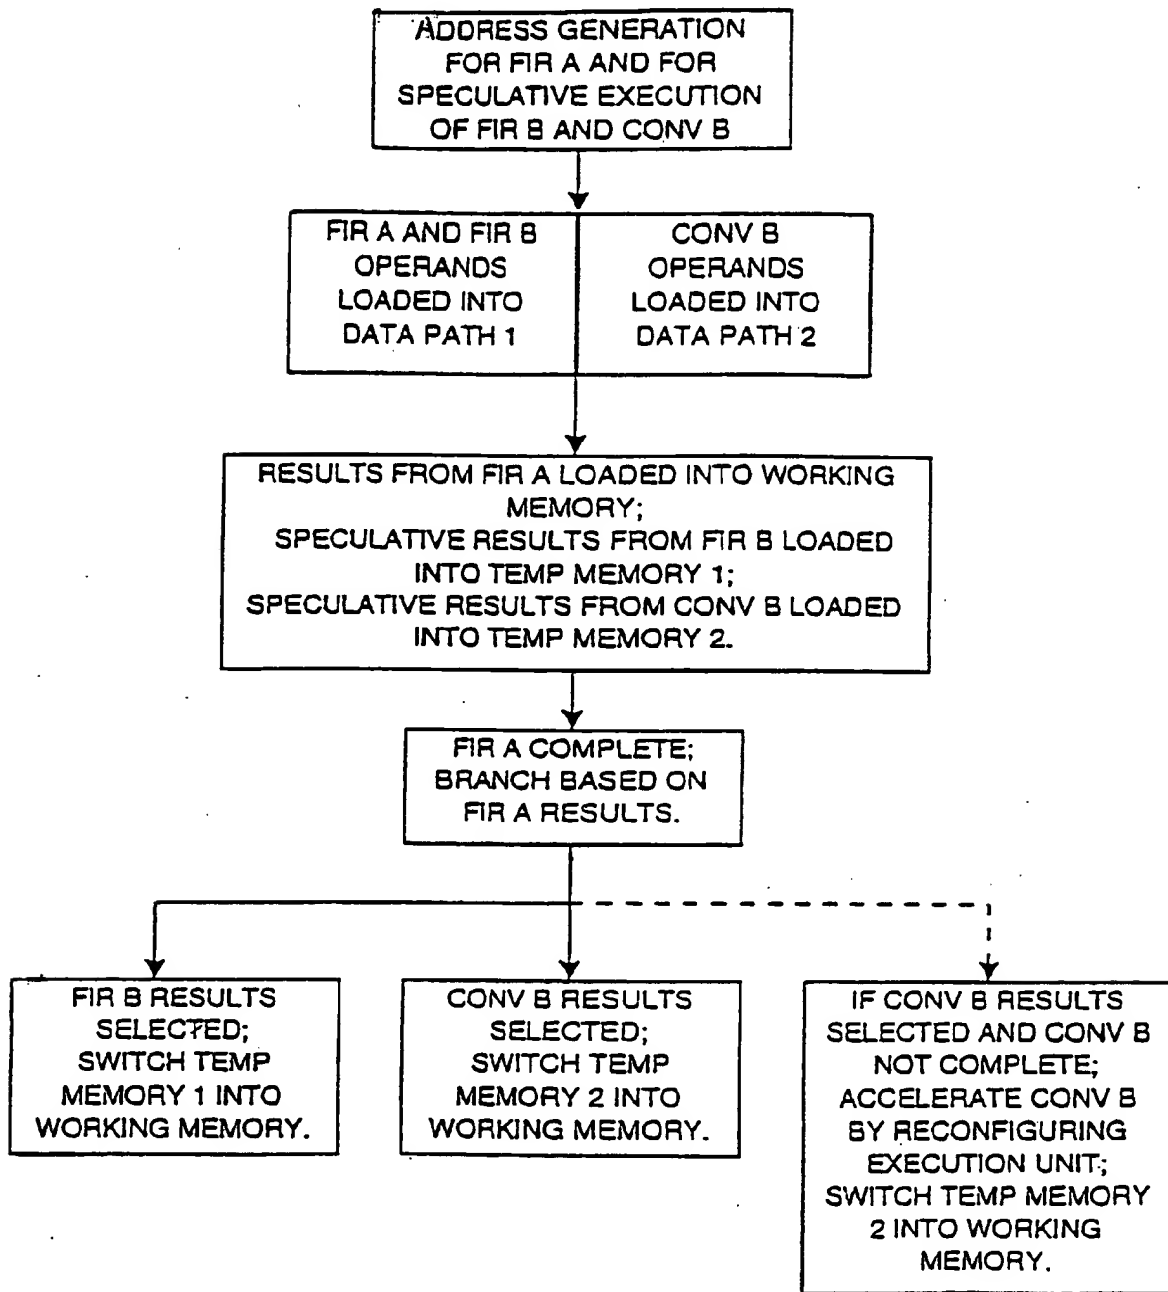 ADDRESS GENERATION
FOR FIR A AND FOR
SPECULATIVE EXECUTION
OF FIR B AND CONV B
FIR A AND FIR B
OPERANDS
LOADED INTO
DATA PATH 1
CONV B
OPERANDS
LOADED INTO
DATA PATH 2
RESULTS FROM FIR A LOADED INTO WORKING
MEMORY;
SPECULATIVE RESULTS FROM FIR B LOADED
INTO TEMP MEMORY 1;
SPECULATIVE RESULTS FROM CONV B LOADED
INTO TEMP MEMORY 2.
FIR A COMPLETE;
BRANCH BASED ON
FIR A RESULTS.
FIR B RESULTS
SELECTED;
SWITCH TEMP
MEMORY 1 INTO
WORKING MEMORY.
CONV B RESULTS
SELECTED;
SWITCH TEMP
MEMORY 2 INTO
WORKING MEMORY.
IF CONV B RESULTS
SELECTED AND CONV B
NOT COMPLETE;
ACCELERATE CONV B
BY RECONFIGURING
EXECUTION UNIT;
SWITCH TEMP MEMORY
2 INTO WORKING
MEMORY.